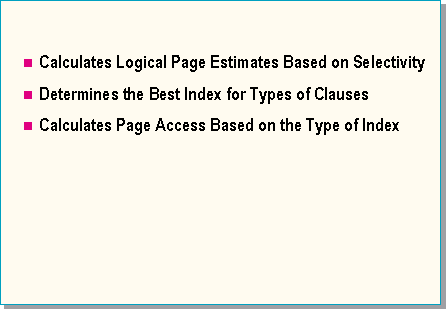 Calculates Logical Page Estimates Based on Selectivity
Determines the Best Index for Types of Clauses
Calculates Page Access Based on the Type of Index